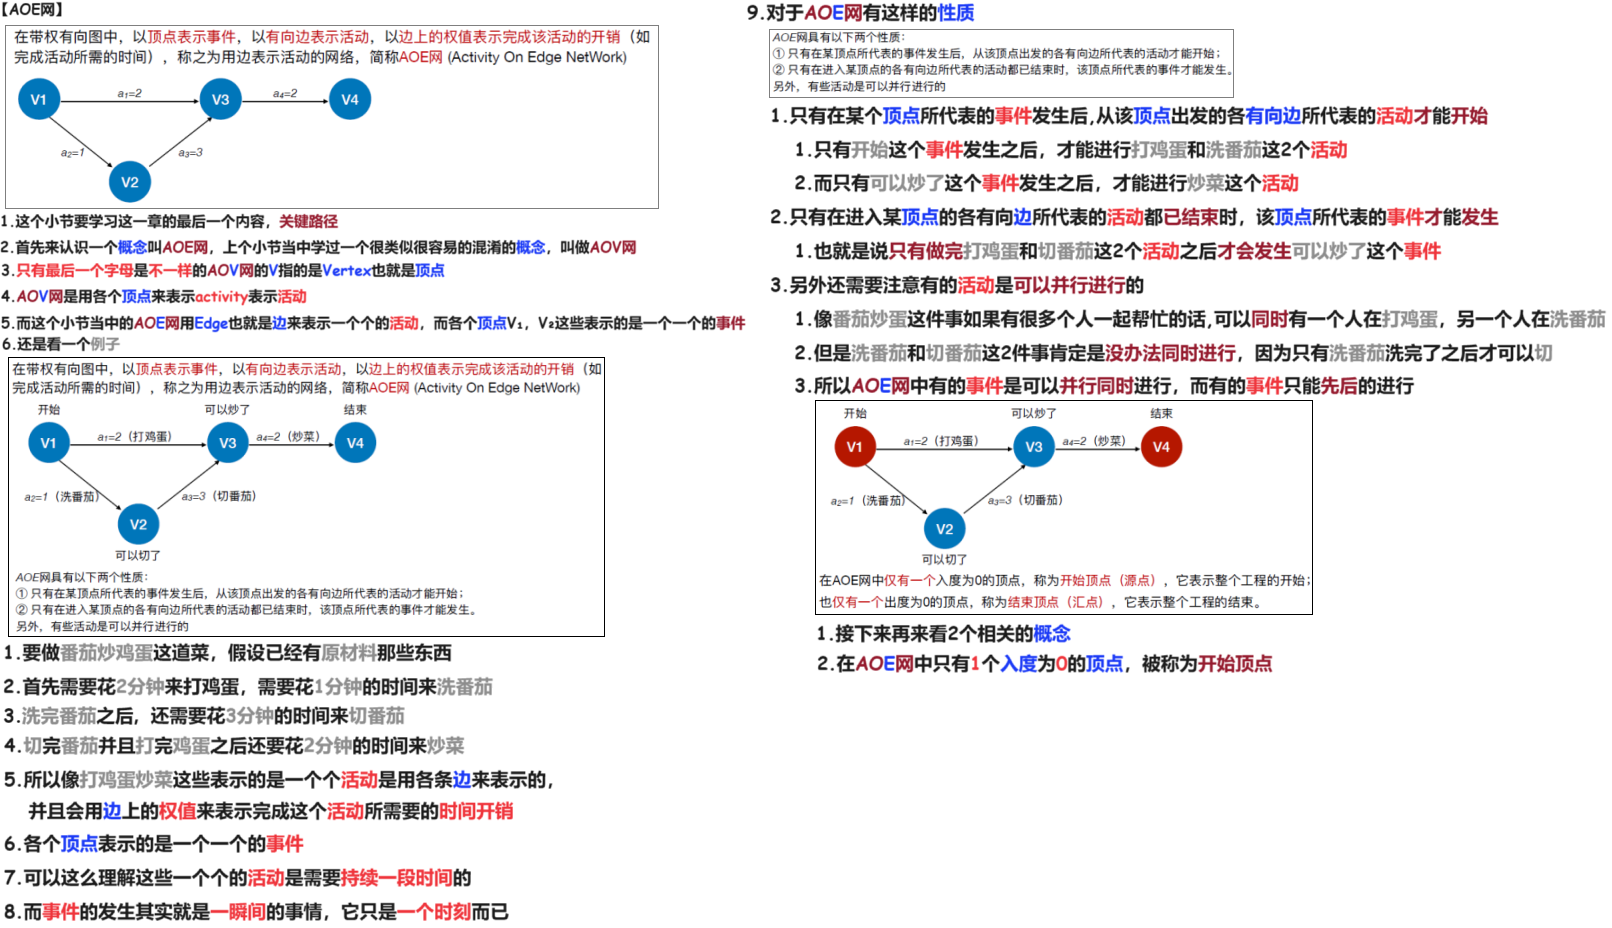 【AOE网】
在带权有向图中，以顶点表示事件，以有向边表示活动，以边上的权值表示完成该活动的开销（如
完成活动所需的时间），称之为用边表示活动的网络，简称AOE网 (Activity On Edge NetWork)
V1
a₁=2
V3
a₄=2
V4
a₂=1
a₃=3
V2
1.这个小节要学习这一章的最后一个内容，关键路径
2.首先来认识一个概念叫AOE网，上个小节当中学过一个很类似很容易的混淆的概念，叫做AOV网
3.只有最后一个字母是不一样的AOV网的V指的是Vertex也就是顶点
4.AOV网是用各个顶点来表示activity表示活动
5.而这个小节当中的AOE网用Edge也就是边来表示一个个的活动，而各个顶点V₁，V₂这些表示的是一个一个的事件
6.还是看一个例子
在带权有向图中，以顶点表示事件，以有向边表示活动，以边上的权值表示完成该活动的开销（如
完成活动所需的时间），称之为用边表示活动的网络，简称AOE网 (Activity On Edge NetWork)
开始
可以炒了
结束
V1
a₁=2（打鸡蛋）
V3
a₄=2（炒菜）
V4
a₂=1（洗番茄）
a₃=3（切番茄）
V2
可以切了
AOE网具有以下两个性质：
① 只有在某顶点所代表的事件发生后，从该顶点出发的各有向边所代表的活动才能开始；
② 只有在进入某顶点的各有向边所代表的活动都已结束时，该顶点所代表的事件才能发生。
另外，有些活动是可以并行进行的
1.要做番茄炒鸡蛋这道菜，假设已经有原材料那些东西
2.首先需要花2分钟来打鸡蛋，需要花1分钟的时间来洗番茄
3.洗完番茄之后，还需要花3分钟的时间来切番茄
4.切完番茄并且打完鸡蛋之后还要花2分钟的时间来炒菜
5.所以像打鸡蛋炒菜这些表示的是一个个活动是用各条边来表示的，
并且会用边上的权值来表示完成这个活动所需要的时间开销
6.各个顶点表示的是一个一个的事件
7.可以这么理解这些一个个的活动是需要持续一段时间的
8.而事件的发生其实就是一瞬间的事情，它只是一个时刻而已
9.对于AOE网有这样的性质
AOE网具有以下两个性质：
① 只有在某顶点所代表的事件发生后，从该顶点出发的各有向边所代表的活动才能开始；
② 只有在进入某顶点的各有向边所代表的活动都已结束时，该顶点所代表的事件才能发生。
另外，有些活动是可以并行进行的
1.只有在某个顶点所代表的事件发生后,从该顶点出发的各有向边所代表的活动才能开始
1.只有开始这个事件发生之后，才能进行打鸡蛋和洗番茄这2个活动
2.而只有可以炒了这个事件发生之后，才能进行炒菜这个活动
2.只有在进入某顶点的各有向边所代表的活动都已结束时，该顶点所代表的事件才能发生
1.也就是说只有做完打鸡蛋和切番茄这2个活动之后才会发生可以炒了这个事件
3.另外还需要注意有的活动是可以并行进行的
1.像番茄炒蛋这件事如果有很多个人一起帮忙的话,可以同时有一个人在打鸡蛋，另一个人在洗番茄
2.但是洗番茄和切番茄这2件事肯定是没办法同时进行，因为只有洗番茄洗完了之后才可以切
3.所以AOE网中有的事件是可以并行同时进行，而有的事件只能先后的进行
开始
可以炒了
结束
V1
a₁=2（打鸡蛋）
V3
a₄=2（炒菜）
V4
a₂=1（洗番茄）
a₃=3（切番茄）
V2
可以切了
在AOE网中仅有一个入度为0的顶点，称为开始顶点（源点），它表示整个工程的开始；
也仅有一个出度为0的顶点，称为结束顶点（汇点），它表示整个工程的结束。
1.接下来再来看2个相关的概念
2.在AOE网中只有1个入度为0的顶点，被称为开始顶点